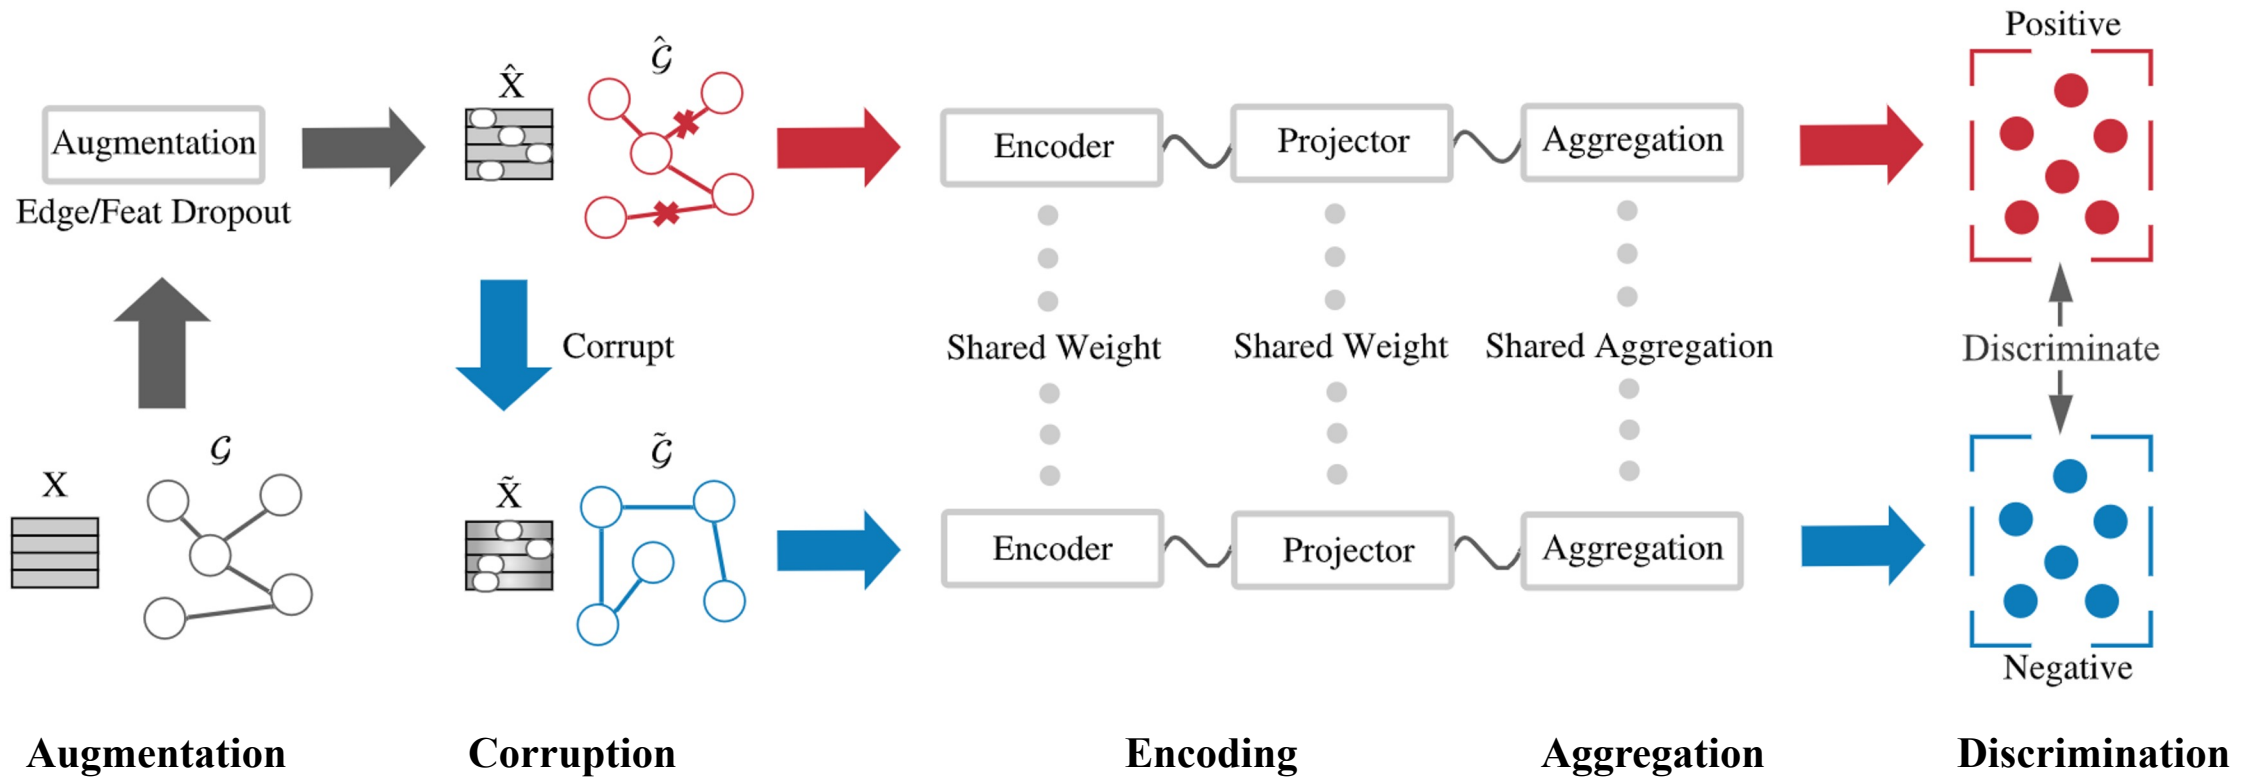 Positive
Ĝ
X̂
Augmentation
Encoder
Projector
Aggregation
Edge/Feat Dropout
Corrupt
Shared Weight
Shared Weight
Shared Aggregation
Discriminate
G
X
G̃
X̃
Encoder
Projector
Aggregation
Negative
Augmentation
Corruption
Encoding
Aggregation
Discrimination